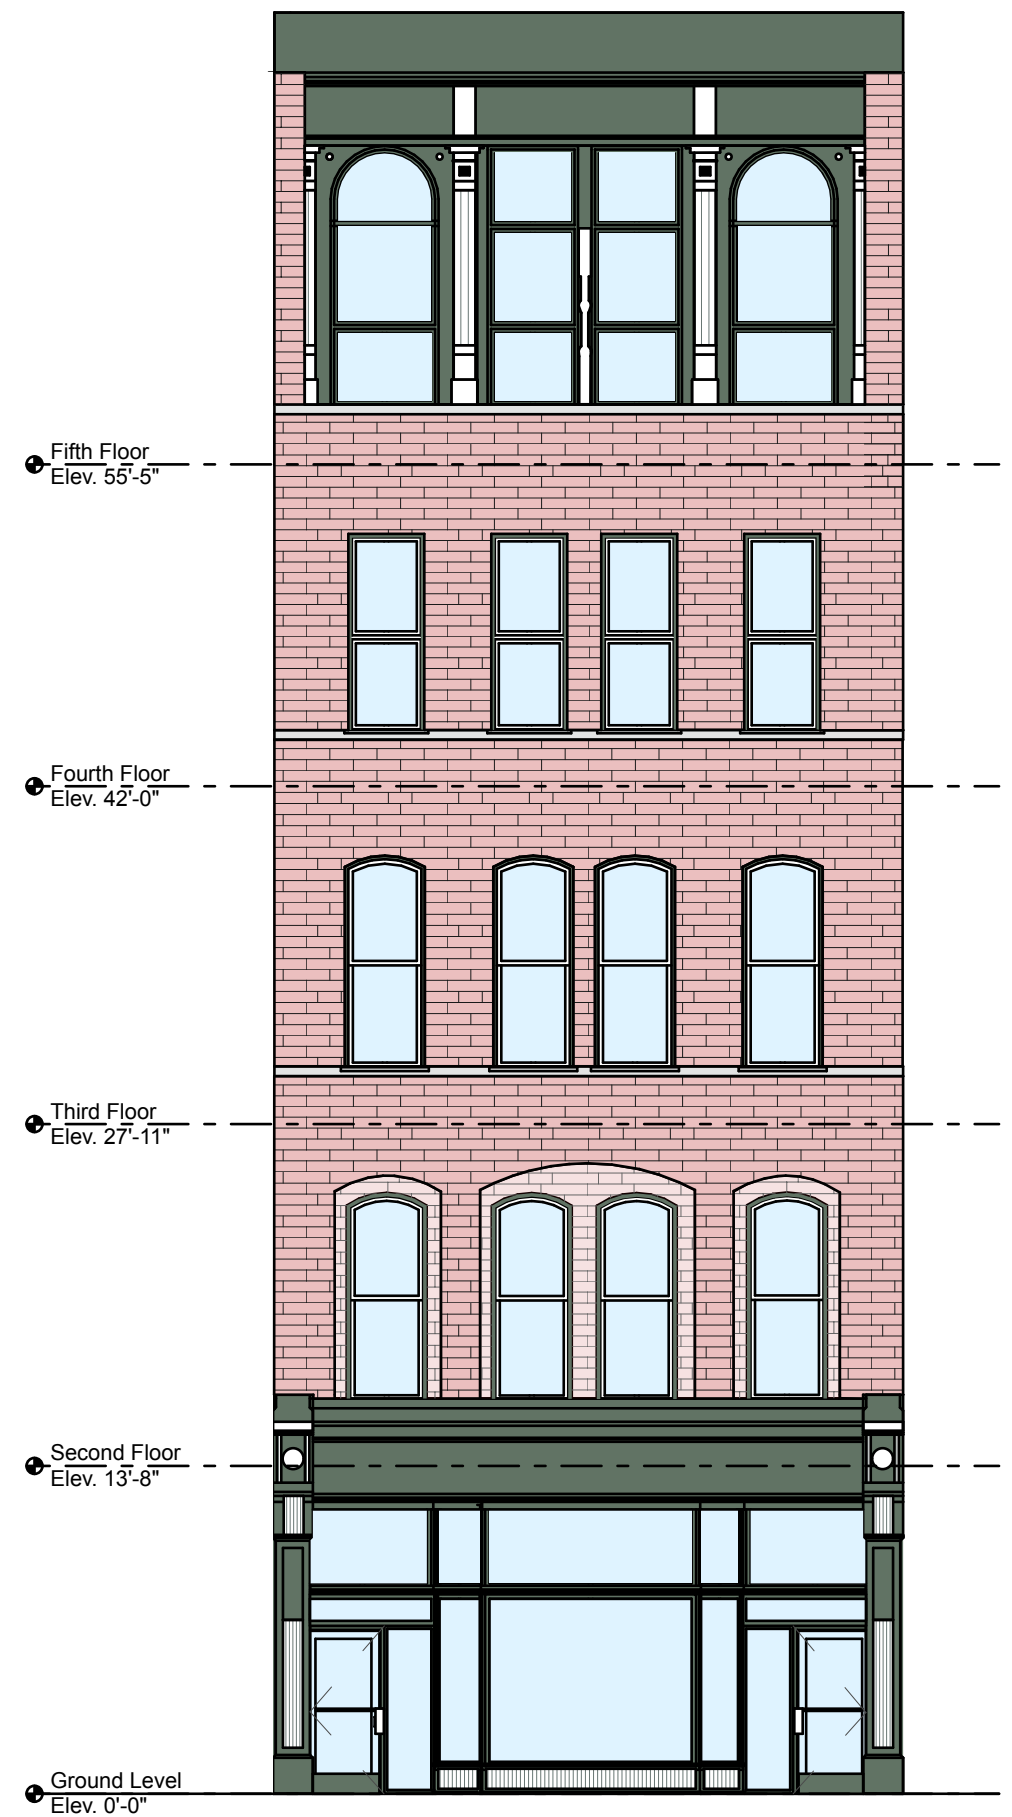 Fifth Floor
Elev. 55'-5"
Fourth Floor
Elev. 42'-0"
Third Floor
Elev. 27'-11"
Second Floor
Elev. 13'-8"
Ground Level
Elev. 0'-0"